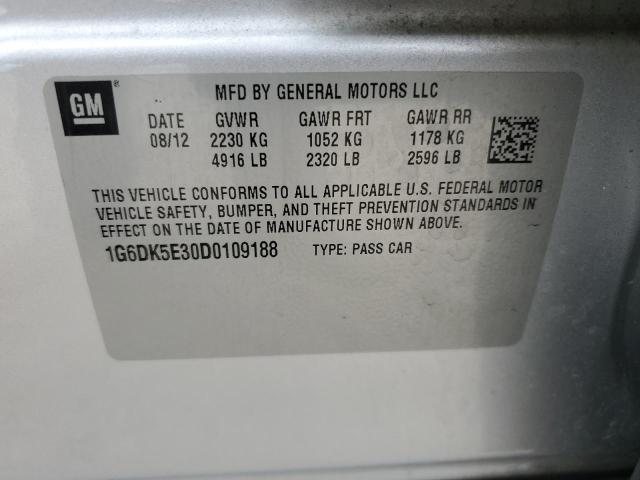 GM ®
MFD BY GENERAL MOTORS LLC
DATE GVWR GAWR FRT GAWR RR
08/12 2230 KG 1052 KG 1178 KG
4916 LB 2320 LB 2596 LB
THIS VEHICLE CONFORMS TO ALL APPLICABLE U.S. FEDERAL MOTOR
VEHICLE SAFETY, BUMPER, AND THEFT PREVENTION STANDARDS IN
EFFECT ON THE DATE OF MANUFACTURE SHOWN ABOVE.
1G6DK5E30D0109188 TYPE: PASS CAR